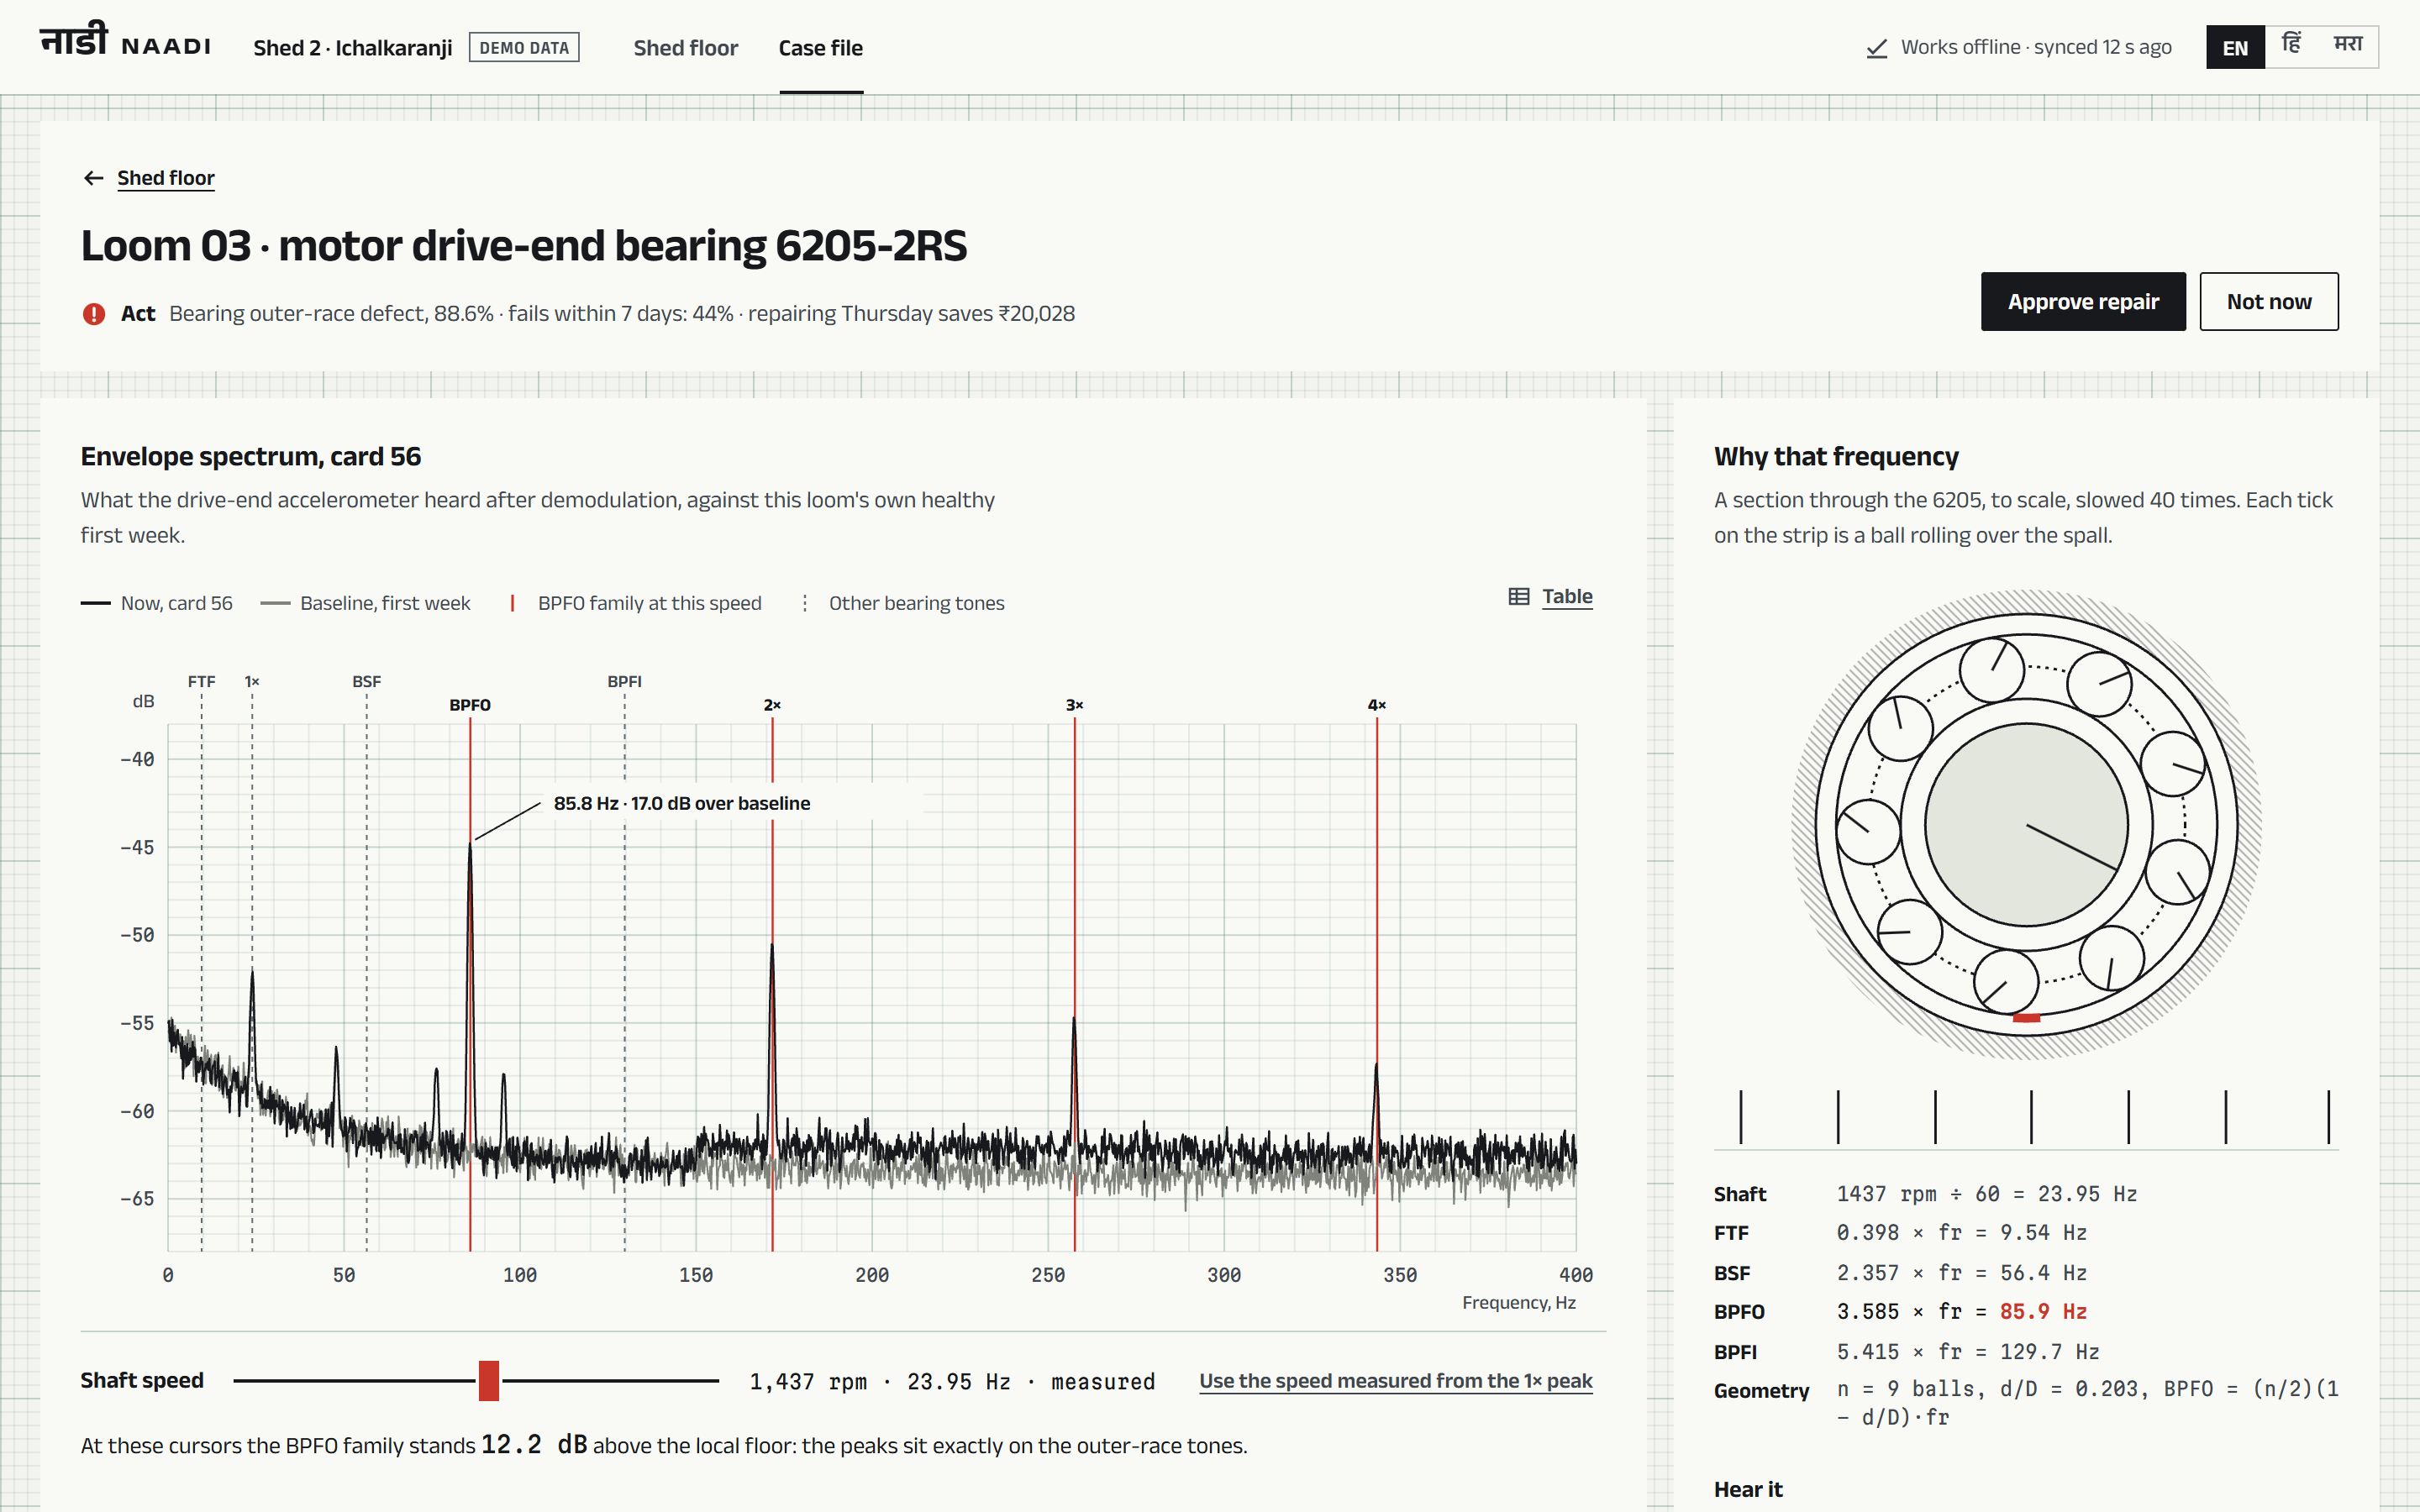 नाडी NAADI
Shed 2 · Ichalkaranji
DEMO DATA
Shed floor
Case file
Works offline · synced 12 s ago
EN
हिं
मरा
← Shed floor
Loom 03 · motor drive-end bearing 6205-2RS
Act Bearing outer-race defect, 88.6% · fails within 7 days: 44% · repairing Thursday saves ₹20,028
Approve repair
Not now
Envelope spectrum, card 56
What the drive-end accelerometer heard after demodulation, against this loom's own healthy
first week.
Now, card 56
Baseline, first week
BPFO family at this speed
Other bearing tones
Table
FTF
1×
BSF
BPFI
dB
BPFO
2×
3×
4×
−40
85.8 Hz · 17.0 dB over baseline
−45
−50
−55
−60
−65
0
50
100
150
200
250
300
350
400
Frequency, Hz
Shaft speed
1,437 rpm · 23.95 Hz · measured
Use the speed measured from the 1× peak
At these cursors the BPFO family stands 12.2 dB above the local floor: the peaks sit exactly on the outer-race tones.
Why that frequency
A section through the 6205, to scale, slowed 40 times. Each tick
on the strip is a ball rolling over the spall.
Shaft 1437 rpm ÷ 60 = 23.95 Hz
FTF 0.398 × fr = 9.54 Hz
BSF 2.357 × fr = 56.4 Hz
BPFO 3.585 × fr = 85.9 Hz
BPFI 5.415 × fr = 129.7 Hz
Geometry n = 9 balls, d/D = 0.203, BPFO = (n/2)(1
− d/D)·fr
Hear it